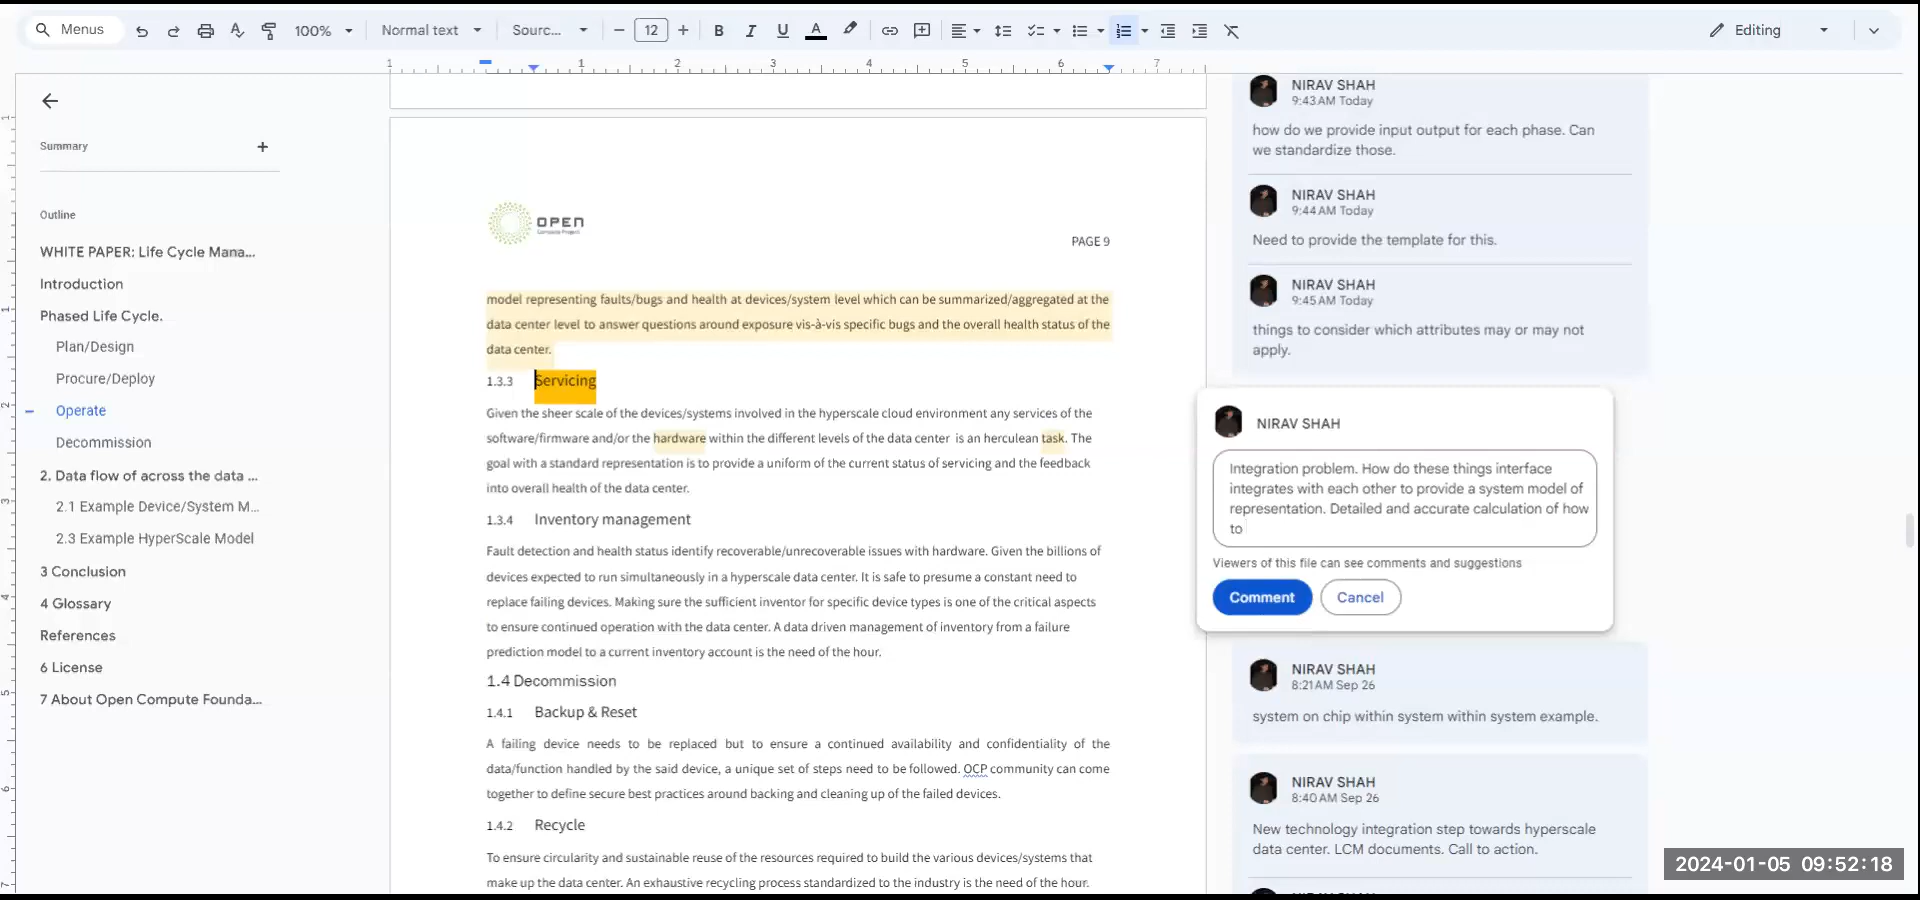 Menus
100%
Normal text
Sourc...
12
B
I
U
A
Editing
1 1 2 3 4 5 6 7
Summary
Outline
WHITE PAPER: Life Cycle Mana...
Introduction
Phased Life Cycle.
Plan/Design
Procure/Deploy
Operate
Decommission
2. Data flow of across the data ...
2.1 Example Device/System M...
2.3 Example HyperScale Model
3 Conclusion
4 Glossary
References
6 License
7 About Open Compute Founda...
1
1
2
3
4
5
6
7
OPEN
Compute Project
PAGE 9
model representing faults/bugs and health at devices/system level which can be summarized/aggregated at the
data center level to answer questions around exposure vis-à-vis specific bugs and the overall health status of the
data center.
1.3.3 Servicing
Given the sheer scale of the devices/systems involved in the hyperscale cloud environment any services of the
software/firmware and/or the hardware within the different levels of the data center is an herculean task. The
goal with a standard representation is to provide a uniform of the current status of servicing and the feedback
into overall health of the data center.
1.3.4 Inventory management
Fault detection and health status identify recoverable/unrecoverable issues with hardware. Given the billions of
devices expected to run simultaneously in a hyperscale data center. It is safe to presume a constant need to
replace failing devices. Making sure the sufficient inventor for specific device types is one of the critical aspects
to ensure continued operation with the data center. A data driven management of inventory from a failure
prediction model to a current inventory account is the need of the hour.
1.4 Decommission
1.4.1 Backup & Reset
A failing device needs to be replaced but to ensure a continued availability and confidentiality of the
data/function handled by the said device, a unique set of steps need to be followed. OCP community can come
together to define secure best practices around backing and cleaning up of the failed devices.
1.4.2 Recycle
To ensure circularity and sustainable reuse of the resources required to build the various devices/systems that
make up the data center. An exhaustive recycling process standardized to the industry is the need of the hour.
NIRAV SHAH
9:43 AM Today
how do we provide input output for each phase. Can
we standardize those.
NIRAV SHAH
9:44 AM Today
Need to provide the template for this.
NIRAV SHAH
9:45 AM Today
things to consider which attributes may or may not
apply.
NIRAV SHAH
Integration problem. How do these things interface
integrates with each other to provide a system model of
representation. Detailed and accurate calculation of how
to
Viewers of this file can see comments and suggestions
Comment
Cancel
NIRAV SHAH
8:21 AM Sep 26
system on chip within system within system example.
NIRAV SHAH
8:40 AM Sep 26
New technology integration step towards hyperscale
data center. LCM documents. Call to action.
2024-01-05 09:52:18